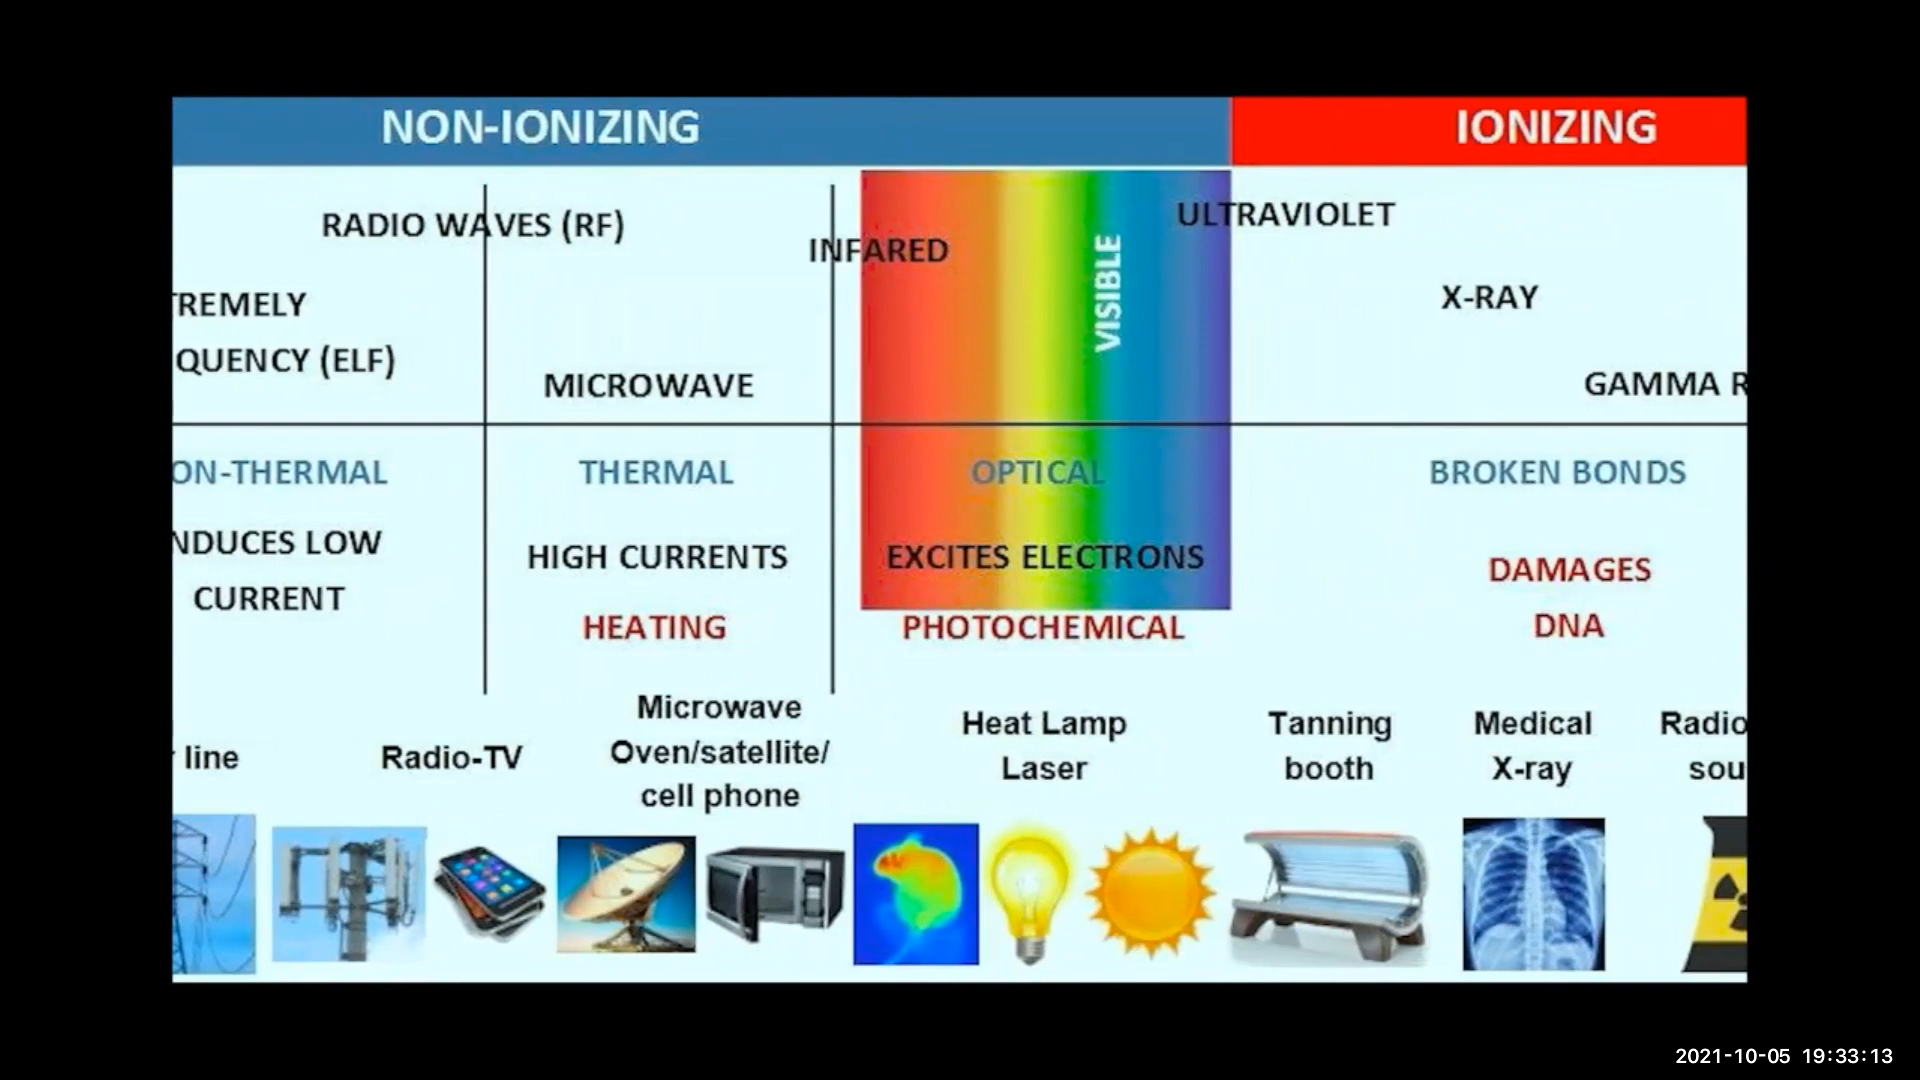 NON-IONIZING
IONIZING
RADIO WAVES (RF)
ULTRAVIOLET
INFARED
VISIBLE
X-RAY
TREMELY
QUENCY (ELF)
MICROWAVE
GAMMA R
ON-THERMAL
THERMAL
OPTICAL
BROKEN BONDS
NDUCES LOW
CURRENT
HIGH CURRENTS
EXCITES ELECTRONS
HEATING
PHOTOCHEMICAL
DAMAGES
DNA
line
Radio-TV
Microwave
Oven/satellite/
cell phone
Heat Lamp
Laser
Tanning
booth
Medical
X-ray
Radio
sou
2021-10-05 19:33:13